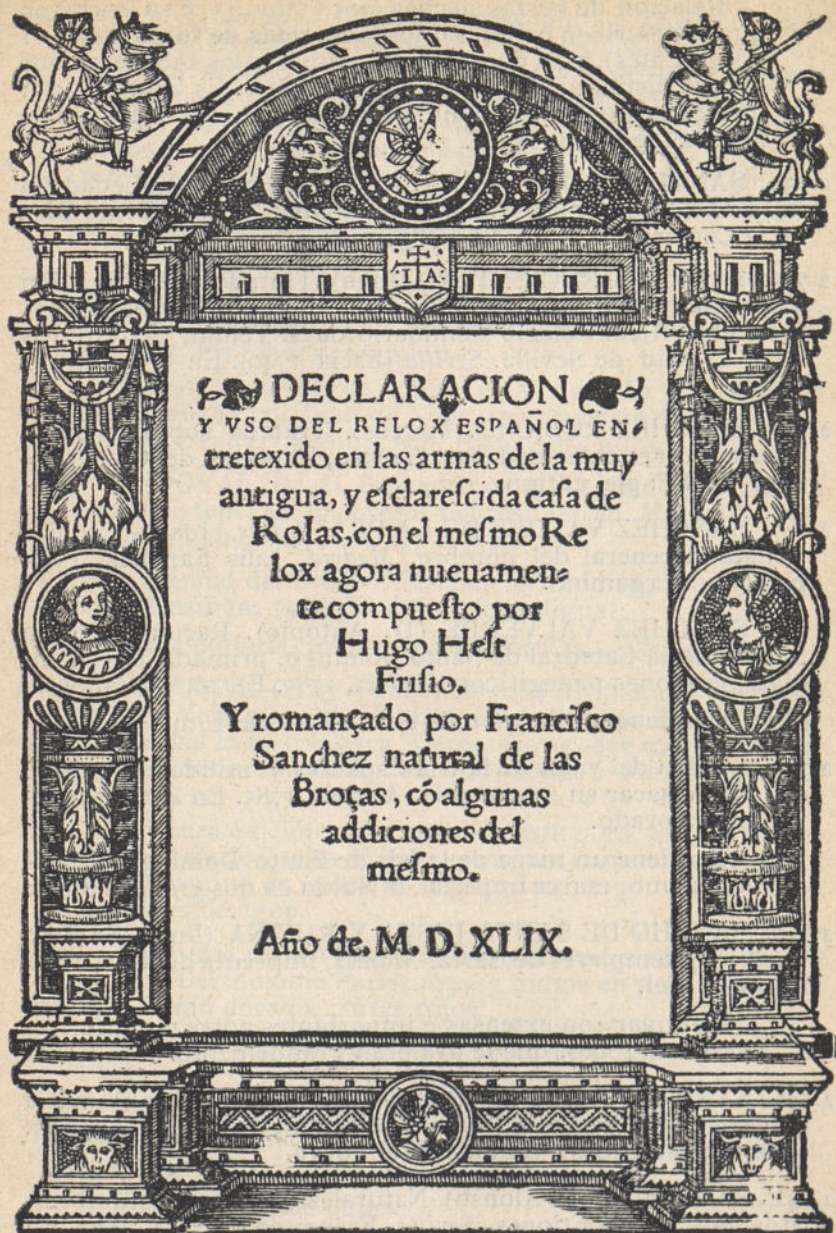 I A
DECLARACION
Y VSO DEL RELOX ESPAÑOL EN-
tretexido en las armas de la muy
antigua, y eſclareſcida caſa de
Rojas, con el meſmo Re
lox agora nueuamen-
te compueſto por
Hugo Helt
Friſio.
Y romançado por Franciſco
Sanchez natural de las
Broças, cõ algunas
addiciones del
meſmo.
Año de. M. D. XLIX.